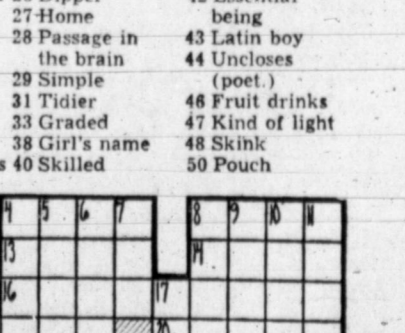 27 Home
28 Passage in
the brain
29 Simple
31 Tidier
33 Graded
38 Girl's name
40 Skilled
being
43 Latin boy
44 Uncloses
(poet.)
46 Fruit drinks
47 Kind of light
48 Skink
50 Pouch
4 5 6 7 8 9 10 11
13 14
16 17
20